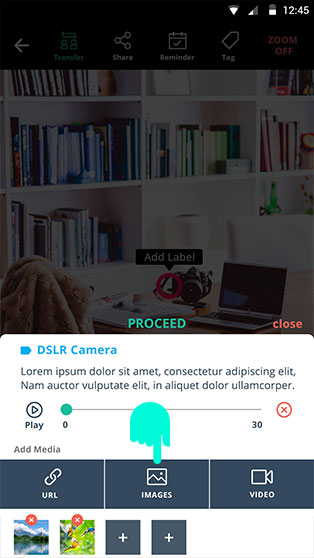 12:45
Transfer
Share
Reminder
Tag
ZOOM
OFF
Add Label
PROCEED
close
DSLR Camera
Lorem ipsum dolor sit amet, consectetur adipiscing elit,
Nam auctor vulputate elit, in aliquet dolor ullamcorper.
Play
0
30
Add Media
URL
IMAGES
VIDEO